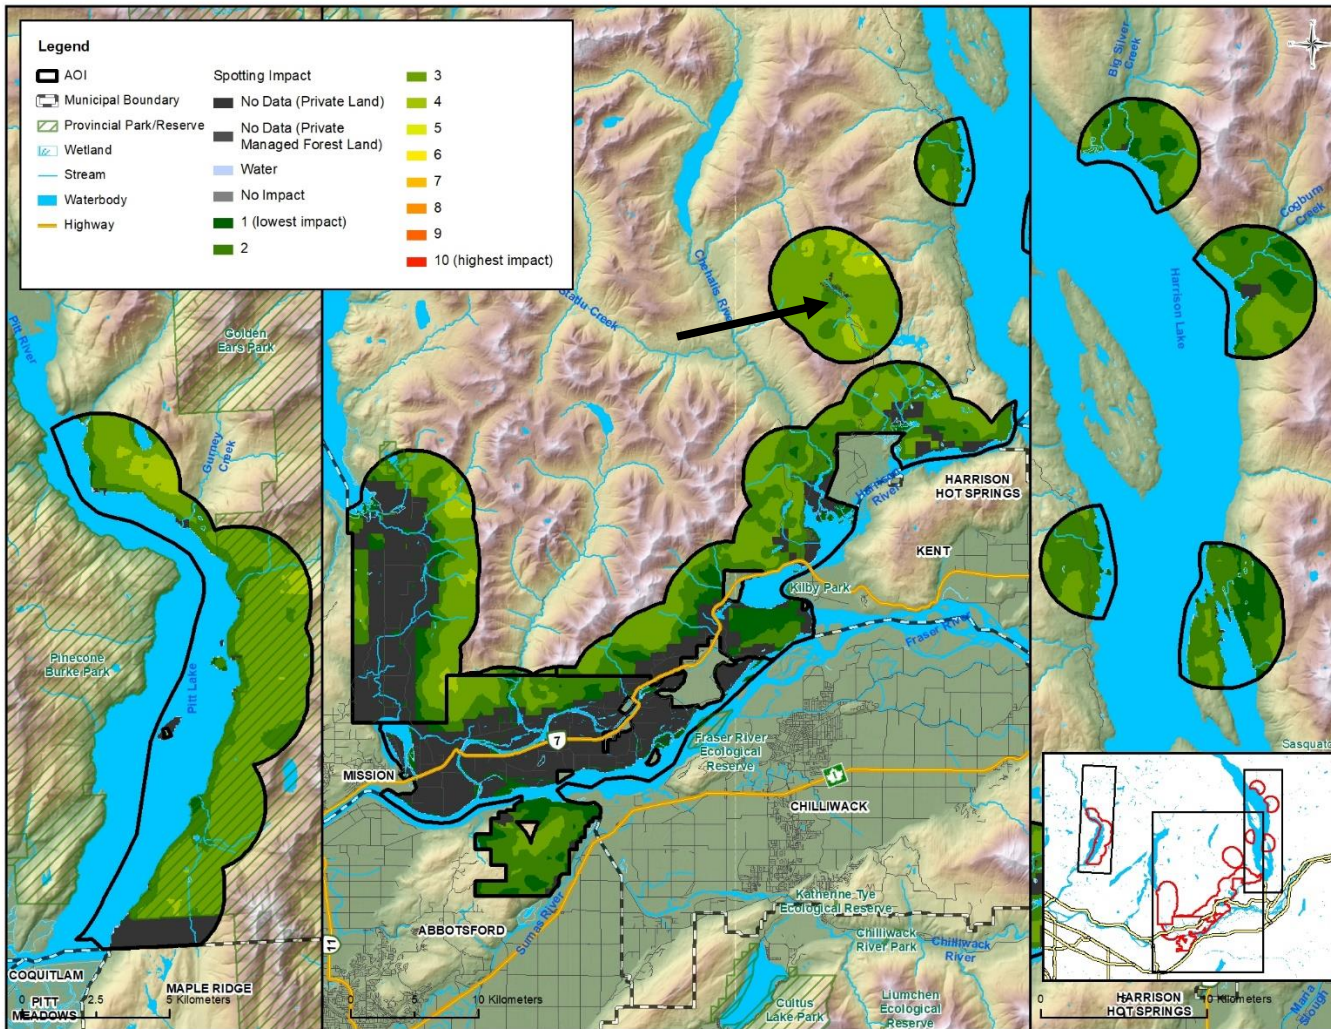 Legend
AOI
Municipal Boundary
Provincial Park/Reserve
Wetland
Stream
Waterbody
Highway
Spotting Impact
No Data (Private Land)
No Data (Private
Managed Forest Land)
Water
No Impact
1 (lowest impact)
2
3
4
5
6
7
8
9
10 (highest impact)
N
Pitt River
Golden
Ears Park
Gurney
Creek
Pinecone
Burke Park
Pitt Lake
COQUITLAM
PITT
MEADOWS
MAPLE RIDGE
0 2.5 5 Kilometers
Statlu Creek
Chehalis River
Harrison
River
HARRISON
HOT SPRINGS
KENT
Kilby Park
Fraser River
7
Fraser River
Ecological
Reserve
MISSION
1
CHILLIWACK
ABBOTSFORD
Sumas River
11
Katherine Tye
Ecological Reserve
Chilliwack
River Park
Chilliwack
River
Cultus
Lake Park
Liumchen
Ecological
Reserve
0 5 10 Kilometers
Big Silver
Creek
Cogburn
Creek
Harrison Lake
Sasquat
HARRISON
HOT SPRINGS
Maria
Slough
0 5 10 Kilometers